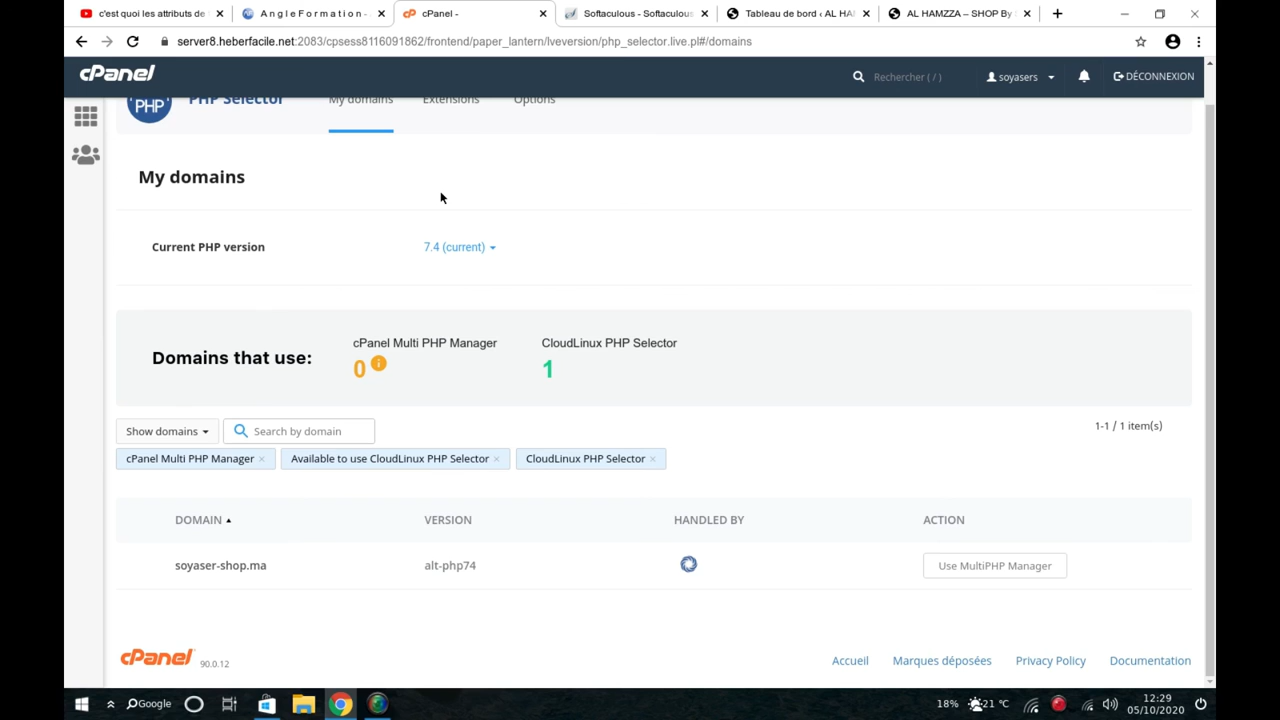 c'est quoi les attributs de
A n g l e F o r m a t i o n -
cPanel -
Softaculous - Softaculous
Tableau de bord ‹ AL HA
AL HAMZZA – SHOP By
server8.heberfacile.net:2083/cpsess8116091862/frontend/paper_lantern/lveversion/php_selector.live.pl#/domains
cPanel
Rechercher ( / )
soyasers
DÉCONNEXION
PHP
PHP Selector
My domains
Extensions
Options
My domains
Current PHP version
7.4 (current)
Domains that use:
cPanel Multi PHP Manager
0
CloudLinux PHP Selector
1
Show domains
Search by domain
1-1 / 1 item(s)
cPanel Multi PHP Manager ×
Available to use CloudLinux PHP Selector ×
CloudLinux PHP Selector ×
DOMAIN
VERSION
HANDLED BY
ACTION
soyaser-shop.ma
alt-php74
Use MultiPHP Manager
cPanel 90.0.12
Accueil
Marques déposées
Privacy Policy
Documentation
Google
18%
21 °C
12:29
05/10/2020